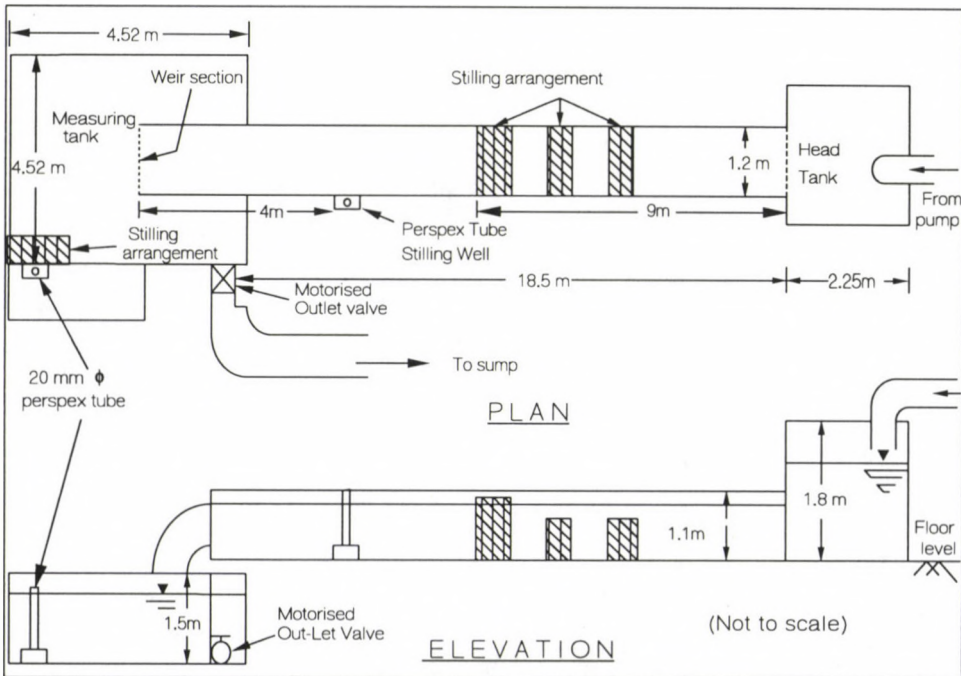 4.52 m
Weir section
Stilling arrangement
Measuring
tank
4.52 m
1.2 m
Head
Tank
From
pump
4m
9m
Perspex Tube
Stilling Well
Stilling
arrangement
Motorised
Outlet valve
18.5 m
2.25m
To sump
20 mm ϕ
perspex tube
PLAN
1.8 m
1.1m
Floor
level
1.5m
Motorised
Out-Let Valve
(Not to scale)
ELEVATION